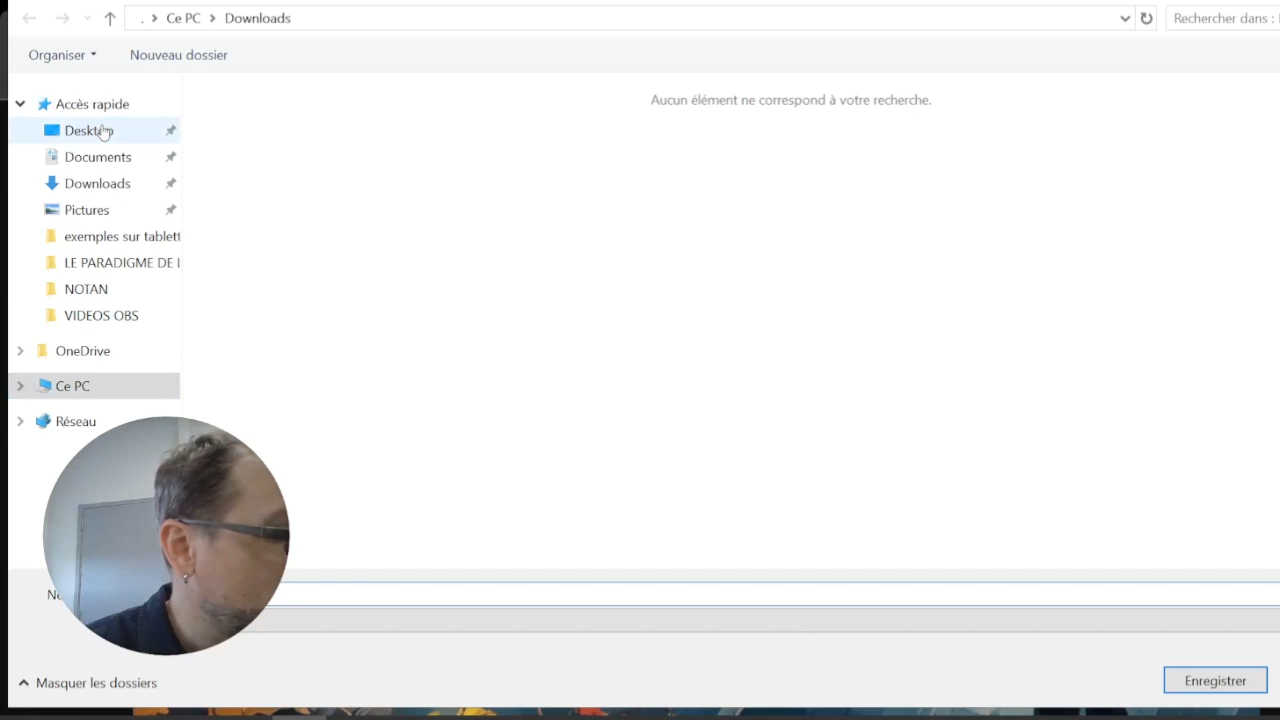 . > Ce PC > Downloads
Rechercher dans :
Organiser
Nouveau dossier
Accès rapide
Aucun élément ne correspond à votre recherche.
Desktop
Documents
Downloads
Pictures
exemples sur tablett
LE PARADIGME DE
NOTAN
VIDEOS OBS
OneDrive
Ce PC
Réseau
Masquer les dossiers
Enregistrer